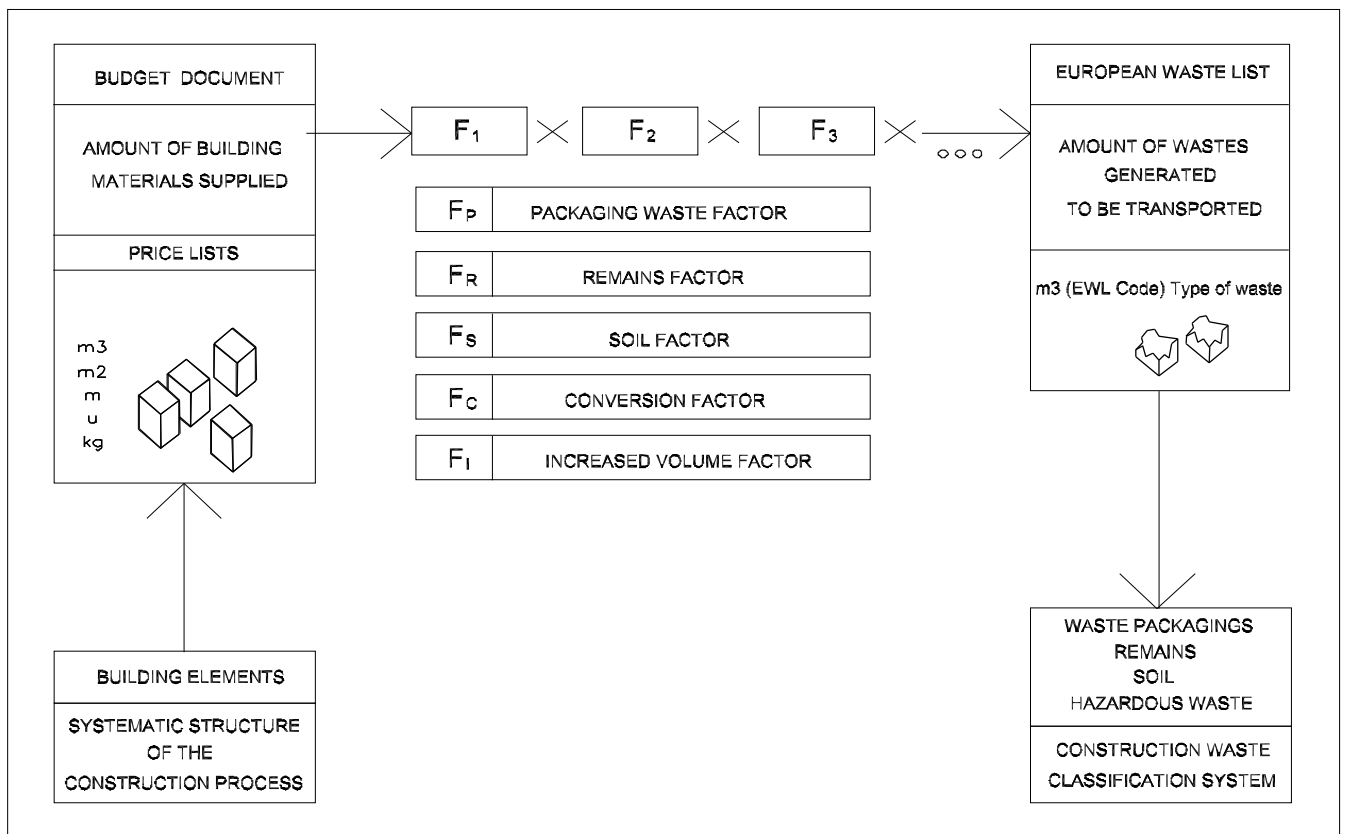 BUDGET DOCUMENT
AMOUNT OF BUILDING
MATERIALS SUPPLIED
PRICE LISTS
m3
m2
m
u
kg
BUILDING ELEMENTS
SYSTEMATIC STRUCTURE
OF THE
CONSTRUCTION PROCESS
F1
F2
F3
FP PACKAGING WASTE FACTOR
FR REMAINS FACTOR
FS SOIL FACTOR
FC CONVERSION FACTOR
FI INCREASED VOLUME FACTOR
EUROPEAN WASTE LIST
AMOUNT OF WASTES
GENERATED
TO BE TRANSPORTED
m3 (EWL Code) Type of waste
WASTE PACKAGINGS
REMAINS
SOIL
HAZARDOUS WASTE
CONSTRUCTION WASTE
CLASSIFICATION SYSTEM